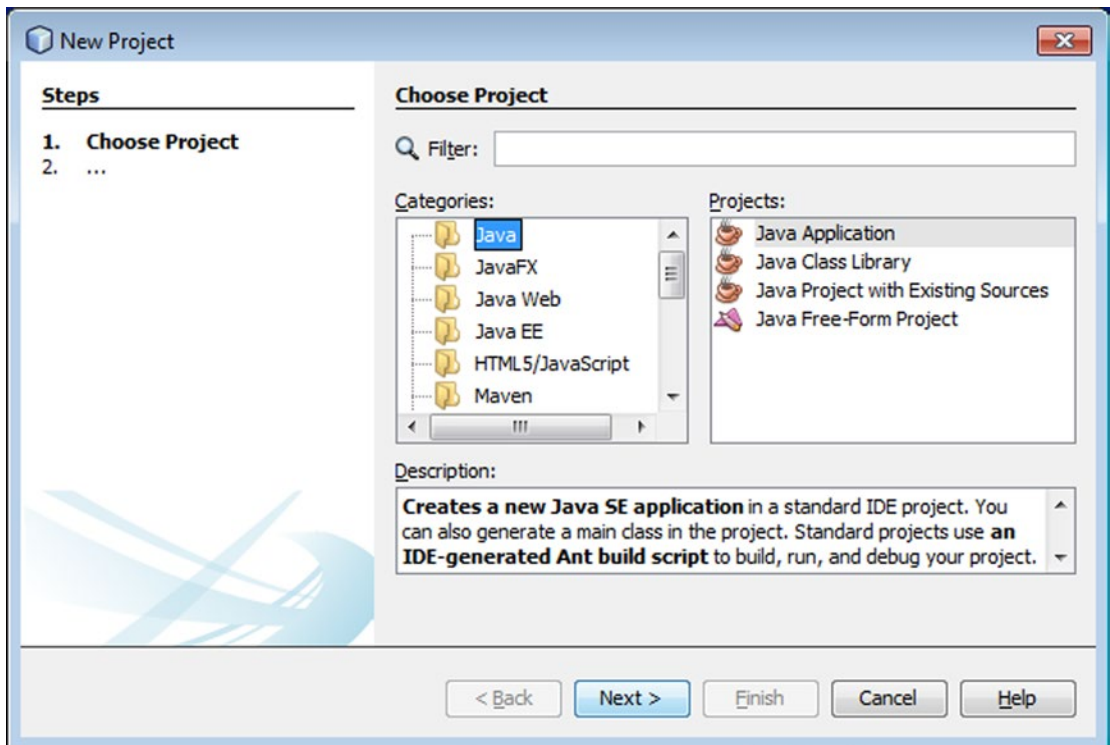 New Project
Steps
1. Choose Project
2. ...
Choose Project
Filter:
Categories:
Java
JavaFX
Java Web
Java EE
HTML5/JavaScript
Maven
Projects:
Java Application
Java Class Library
Java Project with Existing Sources
Java Free-Form Project
Description:
Creates a new Java SE application in a standard IDE project. You
can also generate a main class in the project. Standard projects use an
IDE-generated Ant build script to build, run, and debug your project.
< Back
Next >
Finish
Cancel
Help